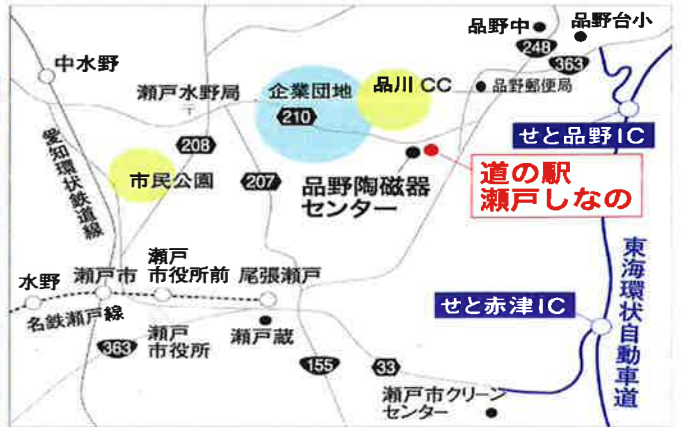 品野中
品野台小
248
363
中水野
瀬戸水野局
企業団地
品川 CC
品野郵便局
210
せと品野IC
愛知環状鉄道線
208
市民公園
207
品野陶磁器
センター
道の駅
瀬戸しなの
東海環状自動車道
水野
瀬戸市
瀬戸
市役所前
尾張瀬戸
せと赤津IC
名鉄瀬戸線
363
瀬戸
市役所
瀬戸蔵
155
33
瀬戸市クリーン
センター